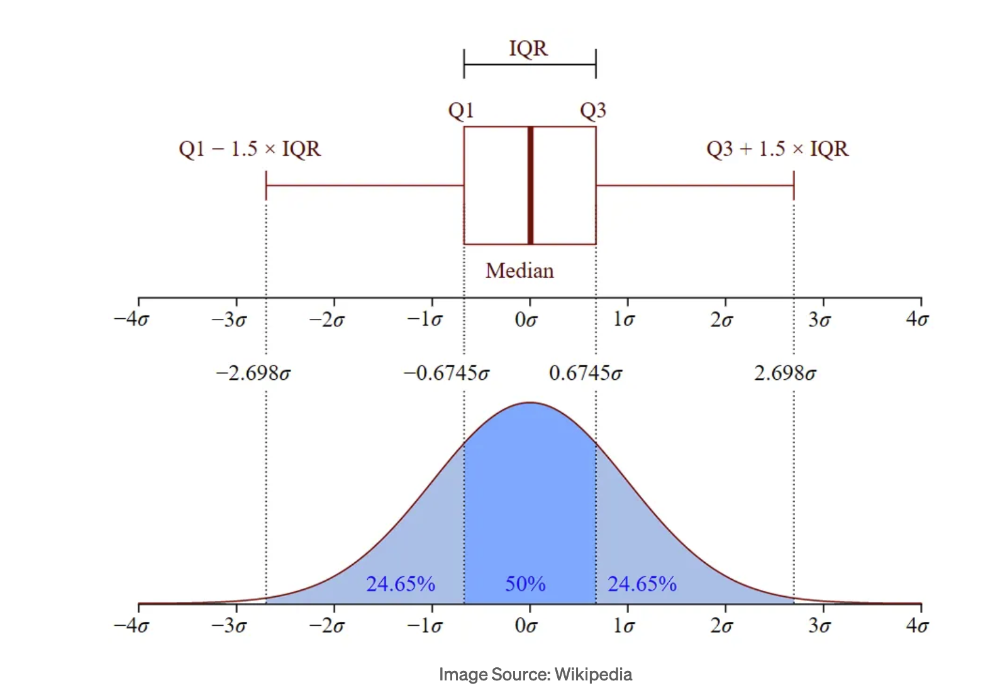 IQR
Q1 Q3
Q1 − 1.5 × IQR Q3 + 1.5 × IQR
Median
−4σ −3σ −2σ −1σ 0σ 1σ 2σ 3σ 4σ
−2.698σ −0.6745σ 0.6745σ 2.698σ
24.65% 50% 24.65%
−4σ −3σ −2σ −1σ 0σ 1σ 2σ 3σ 4σ
Image Source: Wikipedia